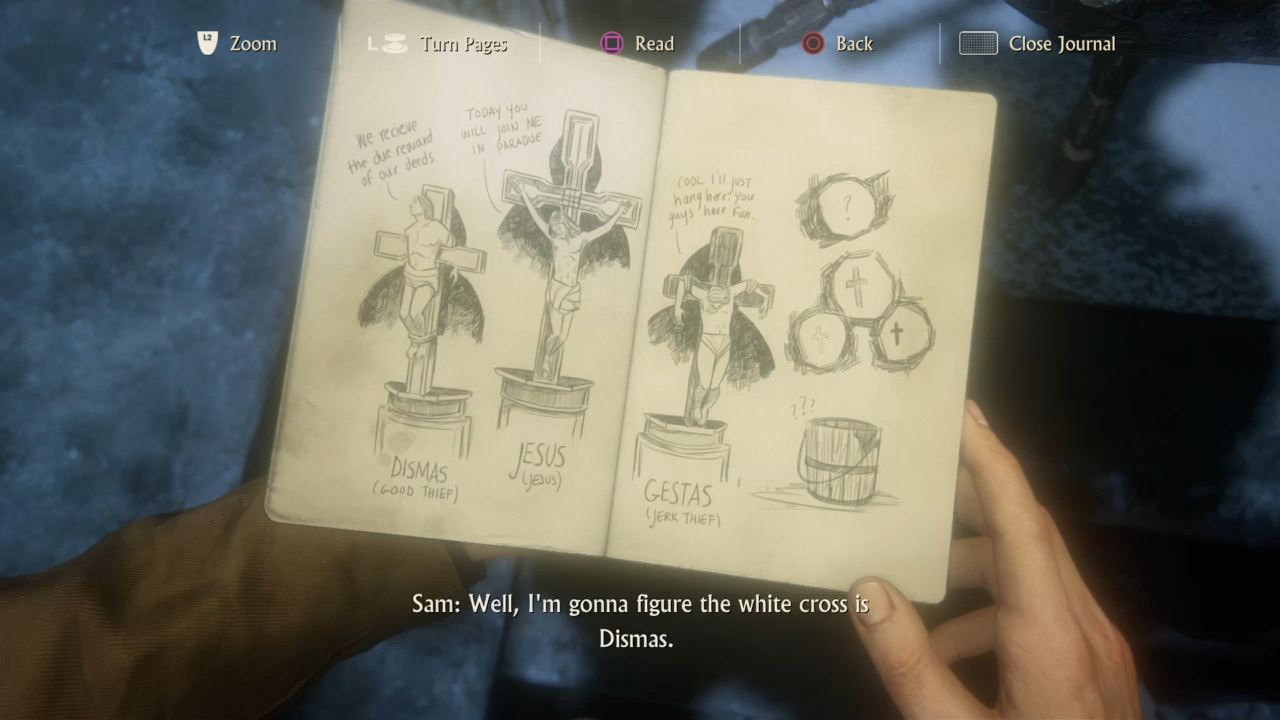 L2 Zoom
L Turn Pages
Read
Back
Close Journal
We recieve
the due reward
of our deeds
TODAY YOU
WILL JOIN ME
IN PARADISE
DISMAS
(GOOD THIEF)
JESUS
(JESUS)
COOL. I'll JUST
hang here. you
guys have fun.
GESTAS
(JERK THIEF)
?
???
Sam: Well, I'm gonna figure the white cross is
Dismas.